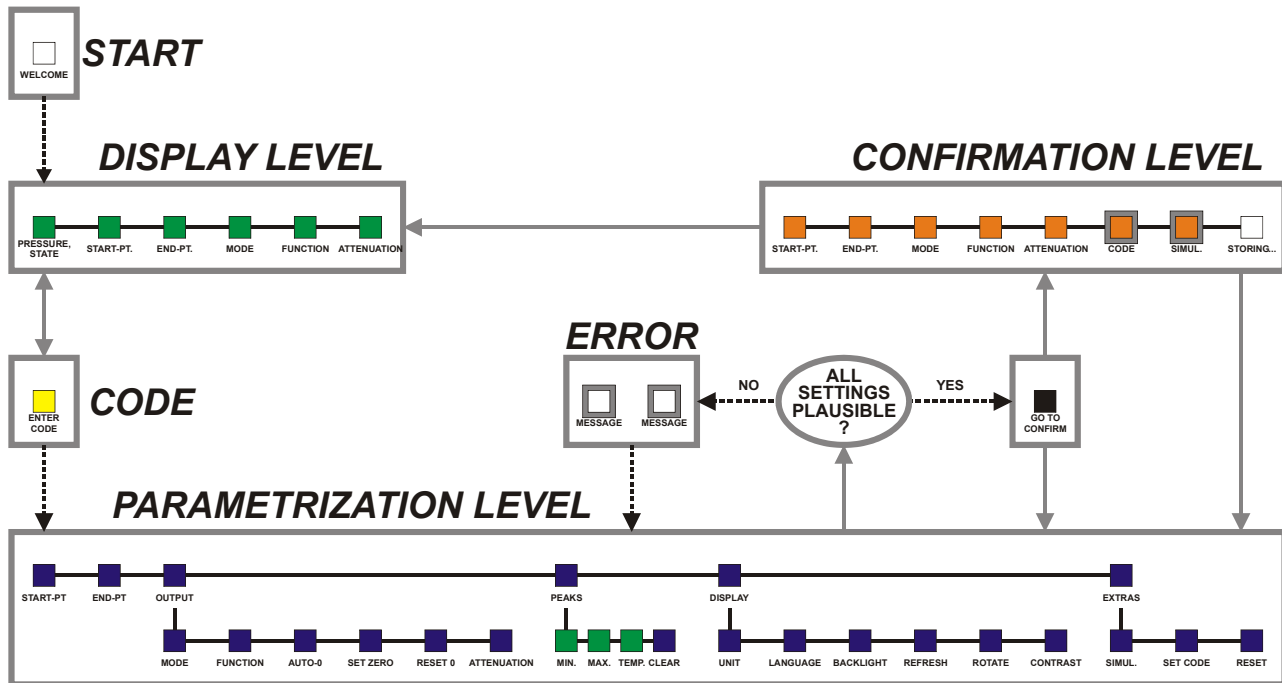 START
WELCOME
DISPLAY LEVEL
PRESSURE,
STATE
START-PT.
END-PT.
MODE
FUNCTION
ATTENUATION
CONFIRMATION LEVEL
START-PT.
END-PT.
MODE
FUNCTION
ATTENUATION
CODE
SIMUL.
STORING...
CODE
ENTER
CODE
ERROR
MESSAGE
MESSAGE
NO
ALL
SETTINGS
PLAUSIBLE
?
YES
GO TO
CONFIRM
PARAMETRIZATION LEVEL
START-PT
END-PT
OUTPUT
PEAKS
DISPLAY
EXTRAS
MODE
FUNCTION
AUTO-0
SET ZERO
RESET 0
ATTENUATION
MIN.
MAX.
TEMP.
CLEAR
UNIT
LANGUAGE
BACKLIGHT
REFRESH
ROTATE
CONTRAST
SIMUL.
SET CODE
RESET